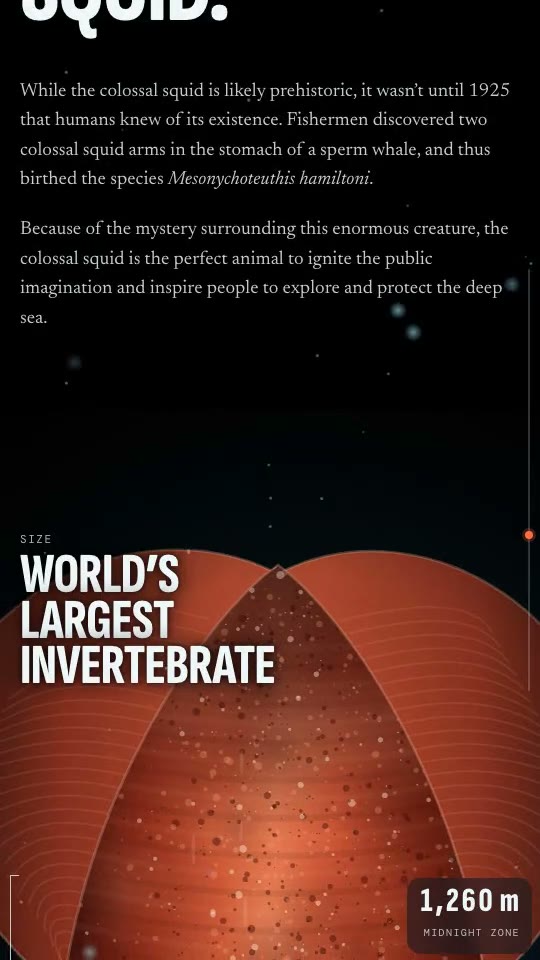 SQUID.
While the colossal squid is likely prehistoric, it wasn’t until 1925
that humans knew of its existence. Fishermen discovered two
colossal squid arms in the stomach of a sperm whale, and thus
birthed the species Mesonychoteuthis hamiltoni.
Because of the mystery surrounding this enormous creature, the
colossal squid is the perfect animal to ignite the public
imagination and inspire people to explore and protect the deep
sea.
SIZE
WORLD’S
LARGEST
INVERTEBRATE
1,260 m
MIDNIGHT ZONE